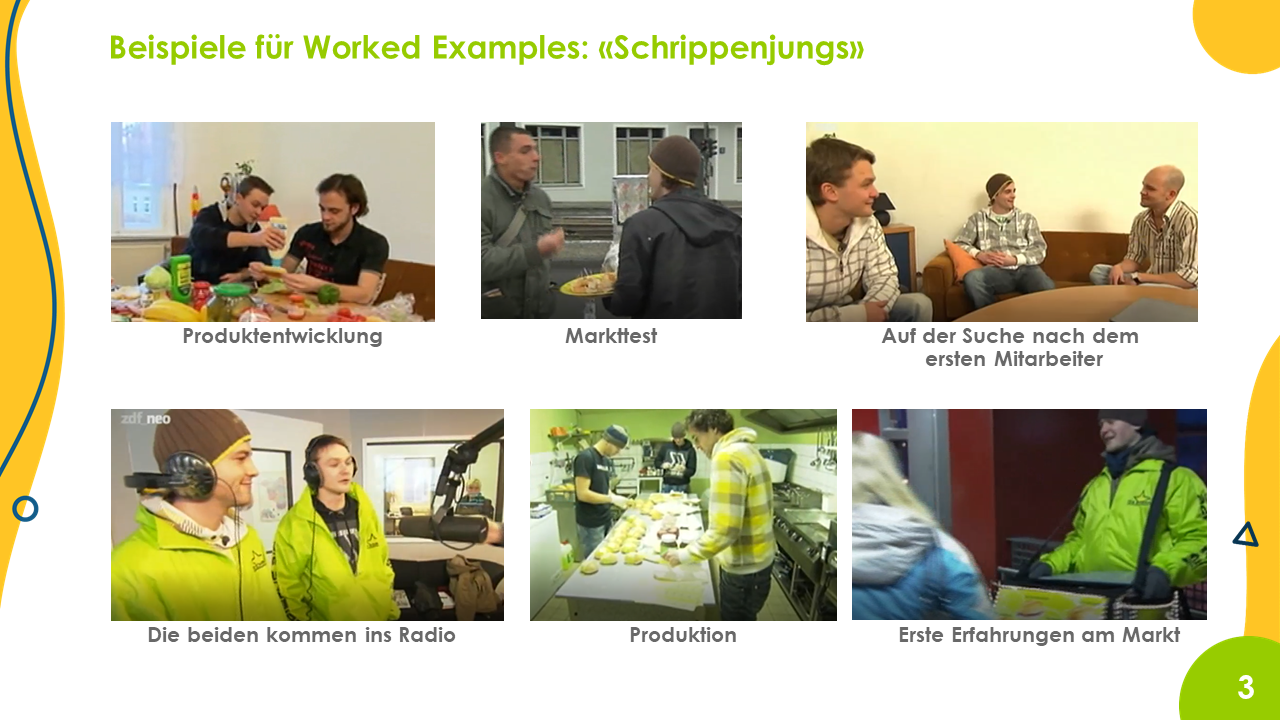 Beispiele für Worked Examples: «Schrippenjungs»
Produktentwicklung
Markttest
Auf der Suche nach dem
ersten Mitarbeiter
zdf_neo
Die beiden kommen ins Radio
Produktion
Erste Erfahrungen am Markt
3